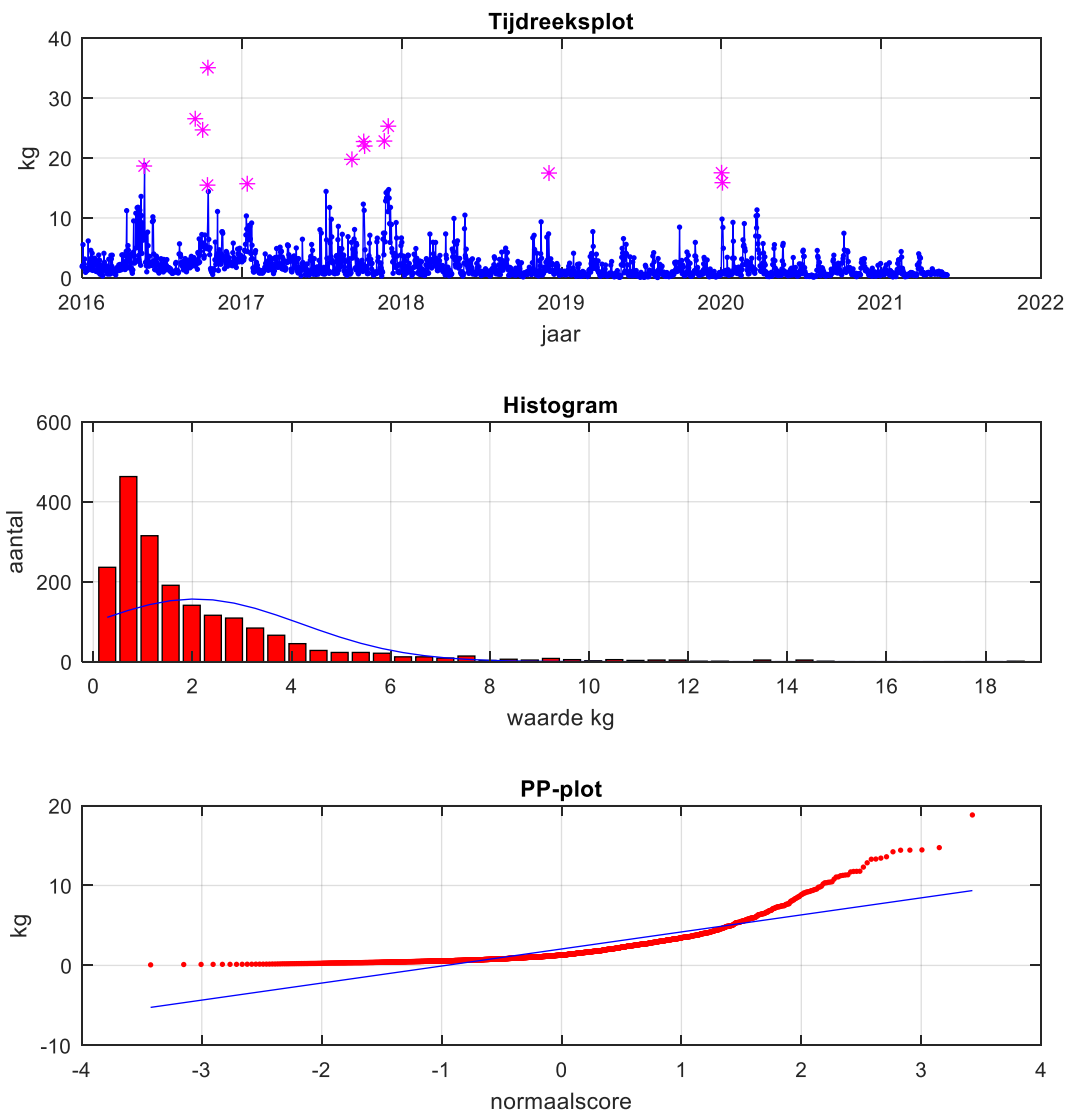 Tijdreeksplot
40
30
20
10
0
kg
2016 2017 2018 2019 2020 2021 2022
jaar
Histogram
600
400
200
0
aantal
0 2 4 6 8 10 12 14 16 18
waarde kg
PP-plot
20
10
0
-10
kg
-4 -3 -2 -1 0 1 2 3 4
normaalscore